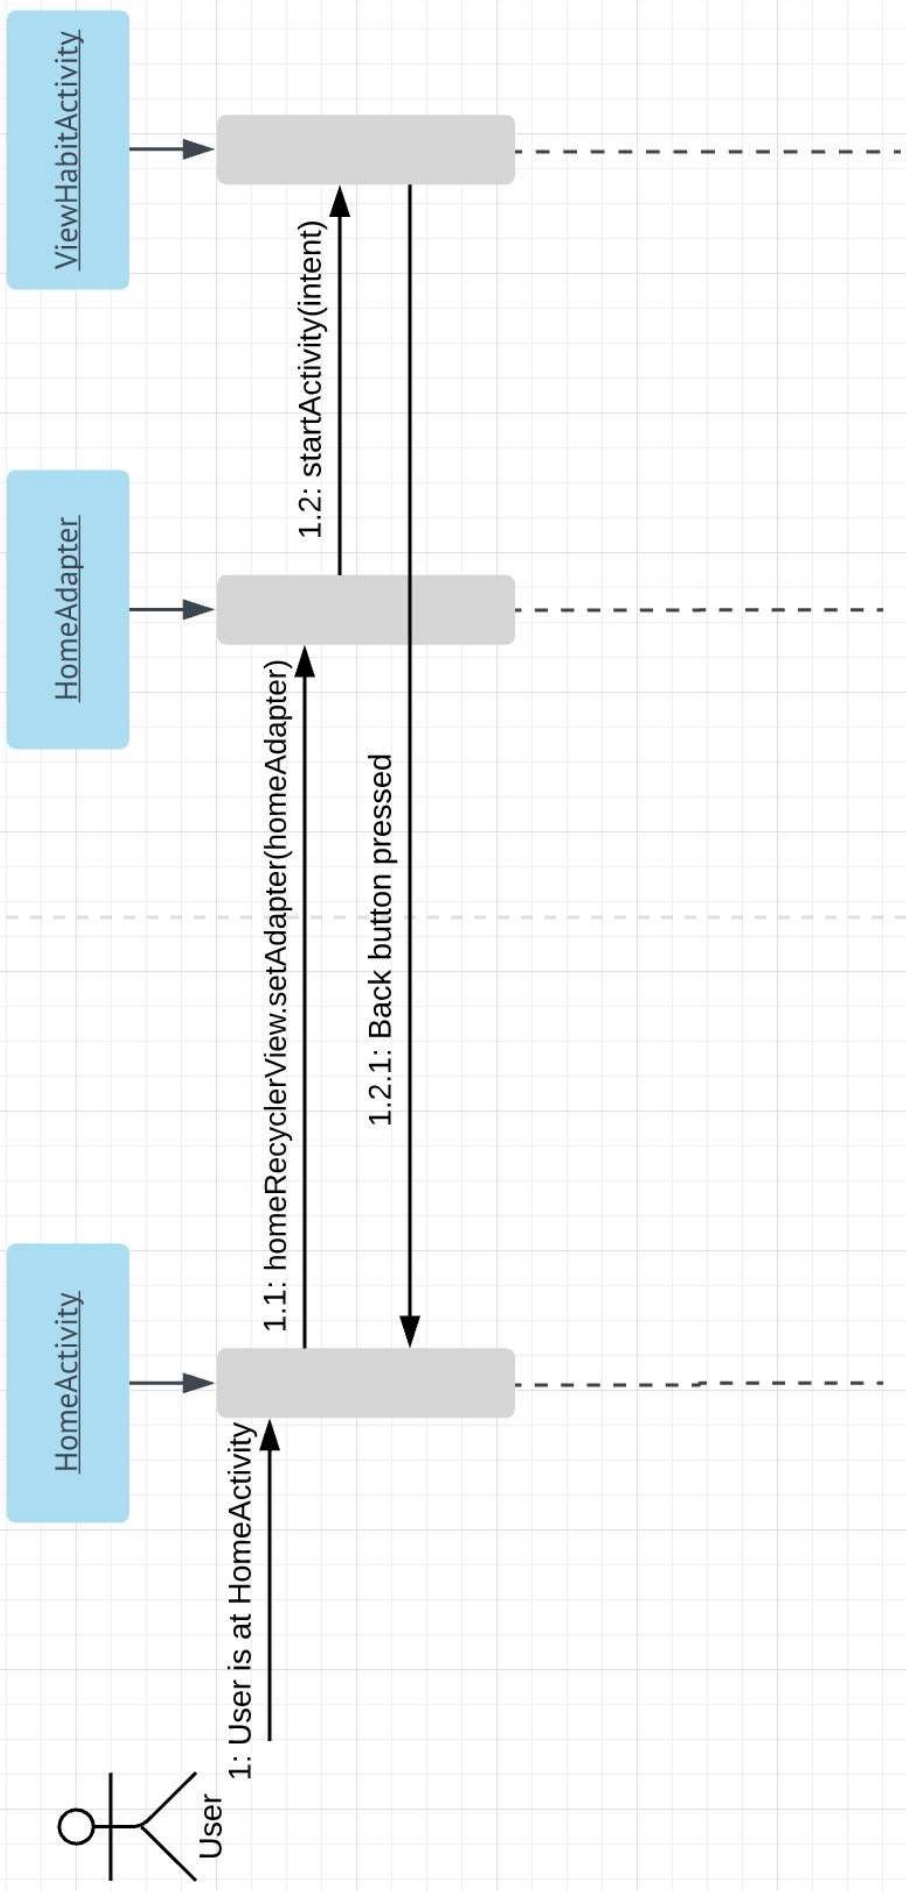 User
HomeActivity
HomeAdapter
ViewHabitActivity
1: User is at HomeActivity
1.1: homeRecyclerView.setAdapter(homeAdapter)
1.2: startActivity(intent)
1.2.1: Back button pressed